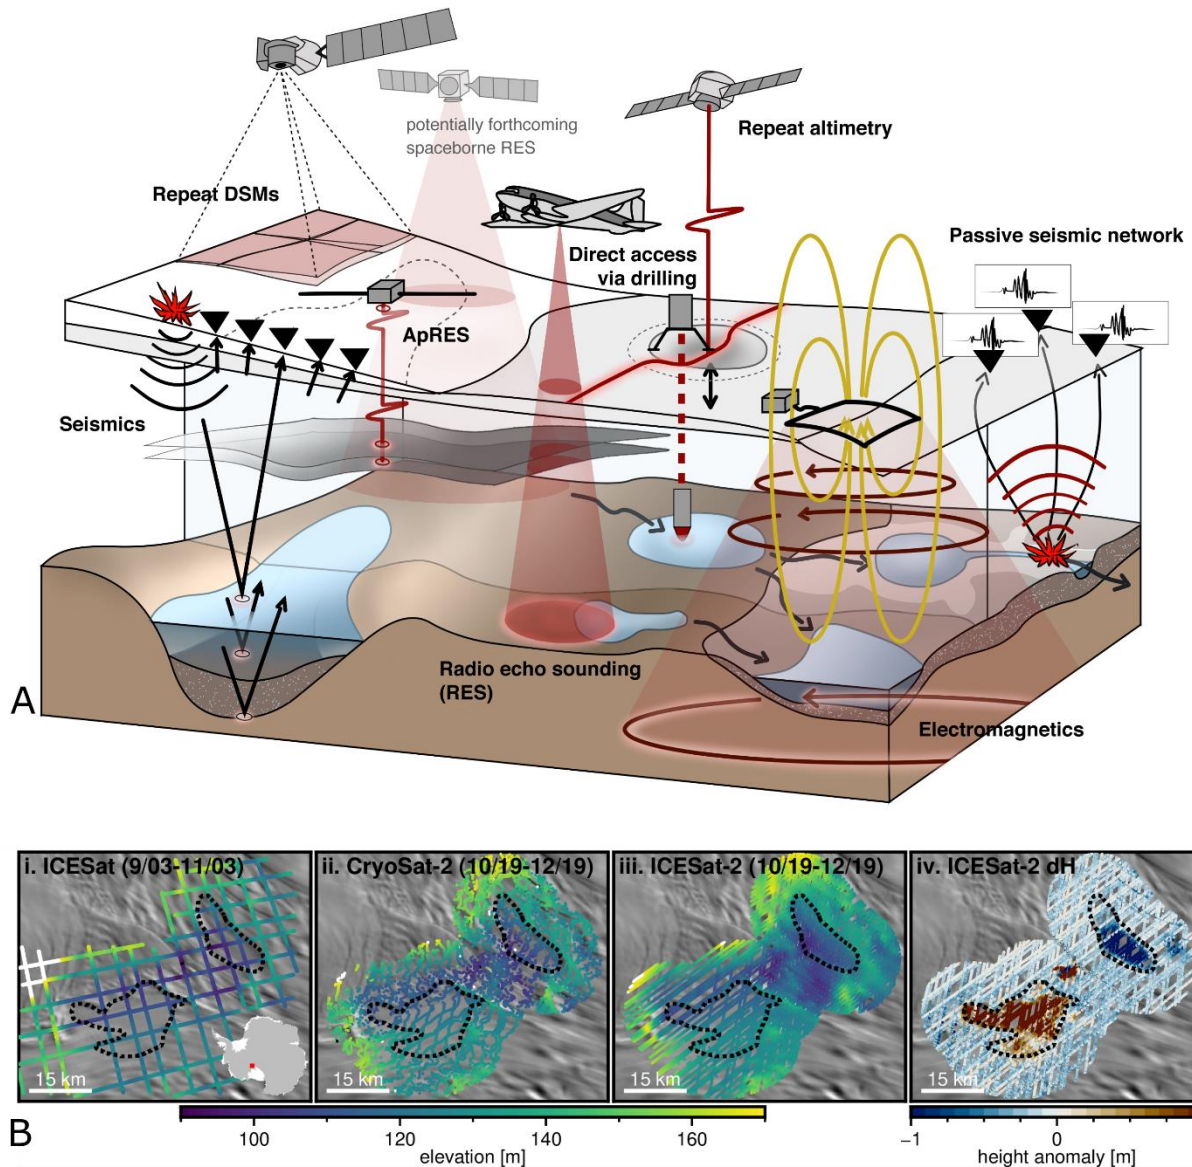 potentially forthcoming
spaceborne RES
Repeat altimetry
Repeat DSMs
Direct access
via drilling
Passive seismic network
ApRES
Seismics
Radio echo sounding
(RES)
A
Electromagnetics
i. ICESat (9/03-11/03)
ii. CryoSat-2 (10/19-12/19)
iii. ICESat-2 (10/19-12/19)
iv. ICESat-2 dH
15 km
15 km
15 km
15 km
B
100
120
140
160
elevation [m]
−1
0
height anomaly [m]